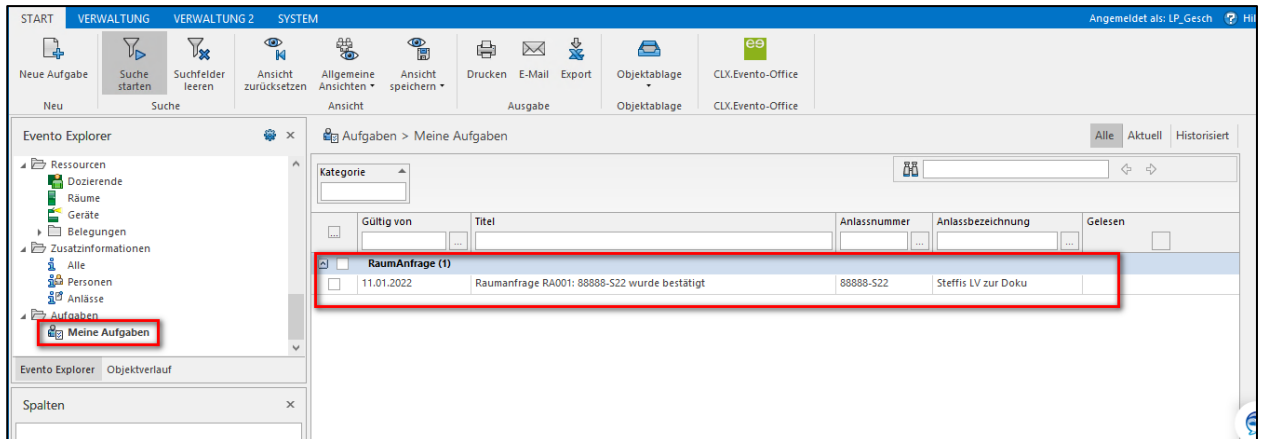 START VERWALTUNG VERWALTUNG 2 SYSTEM Angemeldet als: LP_Gesch Hil
Neue Aufgabe Suche starten Suchfelder leeren Ansicht zurücksetzen Allgemeine Ansichten Ansicht speichern Drucken E-Mail Export Objektablage CLX.Evento-Office
Neu Suche Ansicht Ausgabe Objektablage CLX.Evento-Office
Evento Explorer
Aufgaben > Meine Aufgaben Alle Aktuell Historisiert
Ressourcen
Dozierende
Räume
Geräte
Belegungen
Zusatzinformationen
Alle
Personen
Anlässe
Aufgaben
Meine Aufgaben
Evento Explorer Objektverlauf
Spalten
Kategorie
Gültig von Titel Anlassnummer Anlassbezeichnung Gelesen
RaumAnfrage (1)
11.01.2022 Raumanfrage RA001: 88888-S22 wurde bestätigt 88888-S22 Steffis LV zur Doku